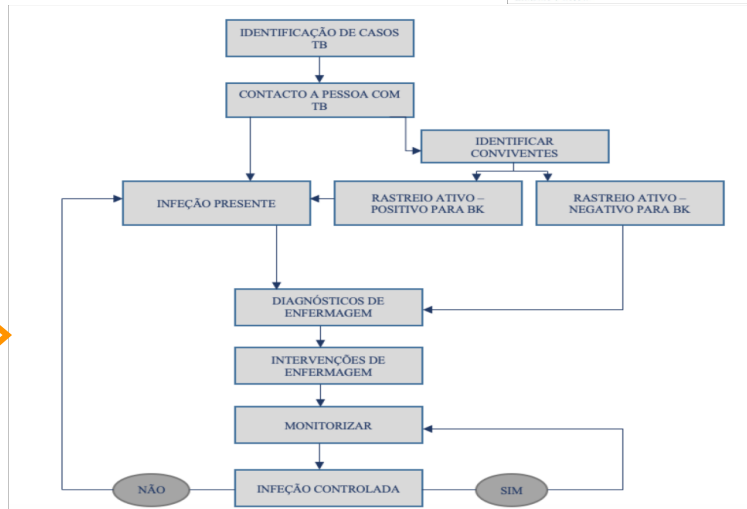 IDENTIFICAÇÃO DE CASOS
TB
CONTACTO A PESSOA COM
TB
IDENTIFICAR
CONVIVENTES
INFEÇÃO PRESENTE
RASTREIO ATIVO –
POSITIVO PARA BK
RASTREIO ATIVO –
NEGATIVO PARA BK
DIAGNÓSTICOS DE
ENFERMAGEM
INTERVENÇÕES DE
ENFERMAGEM
MONITORIZAR
NÃO
INFEÇÃO CONTROLADA
SIM